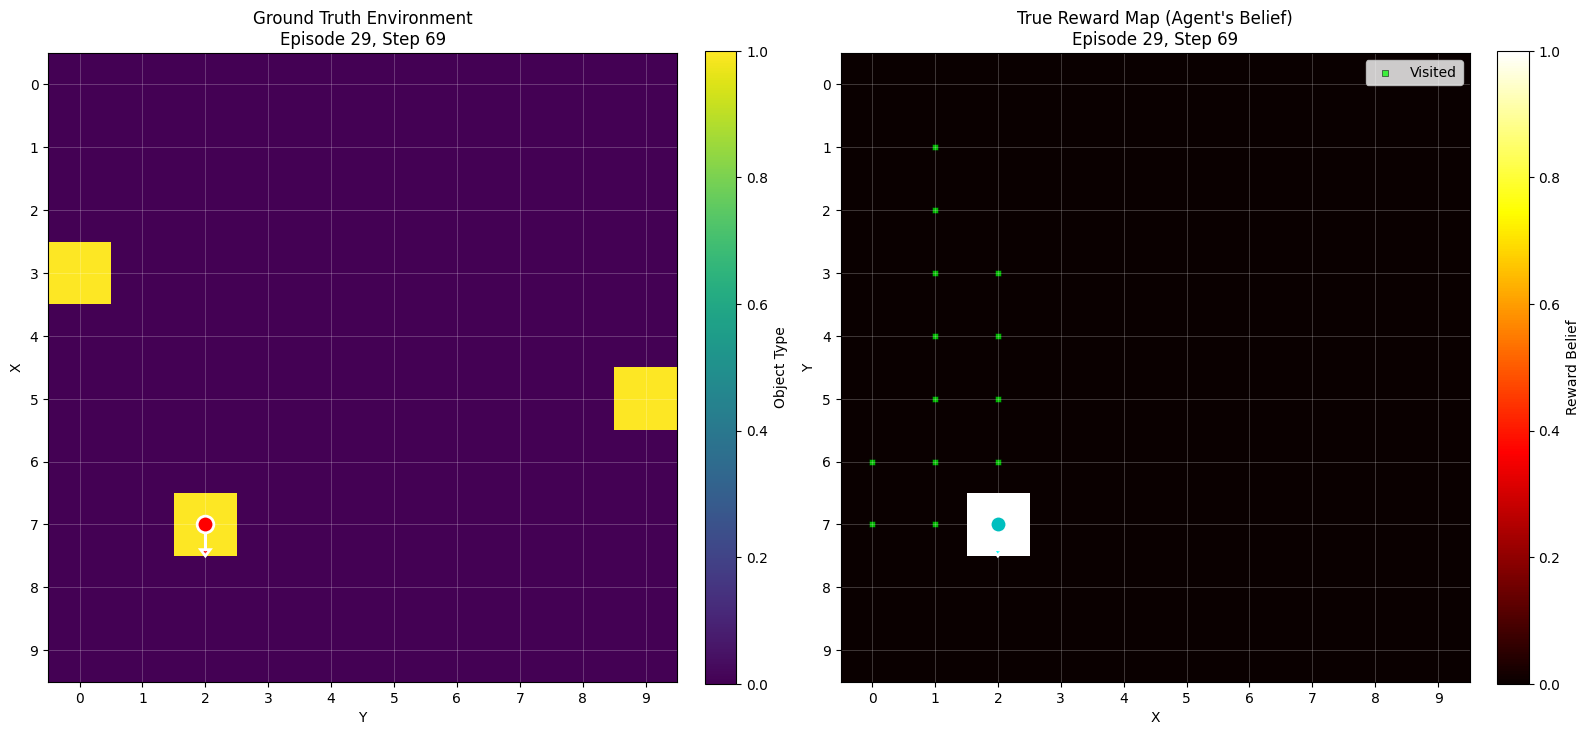 Ground Truth Environment
Episode 29, Step 69
0
1
2
3
4
5
6
7
8
9
X
0 1 2 3 4 5 6 7 8 9
Y
1.0
0.8
0.6
0.4
0.2
0.0
Object Type
True Reward Map (Agent's Belief)
Episode 29, Step 69
Visited
0
1
2
3
4
5
6
7
8
9
Y
0 1 2 3 4 5 6 7 8 9
X
1.0
0.8
0.6
0.4
0.2
0.0
Reward Belief